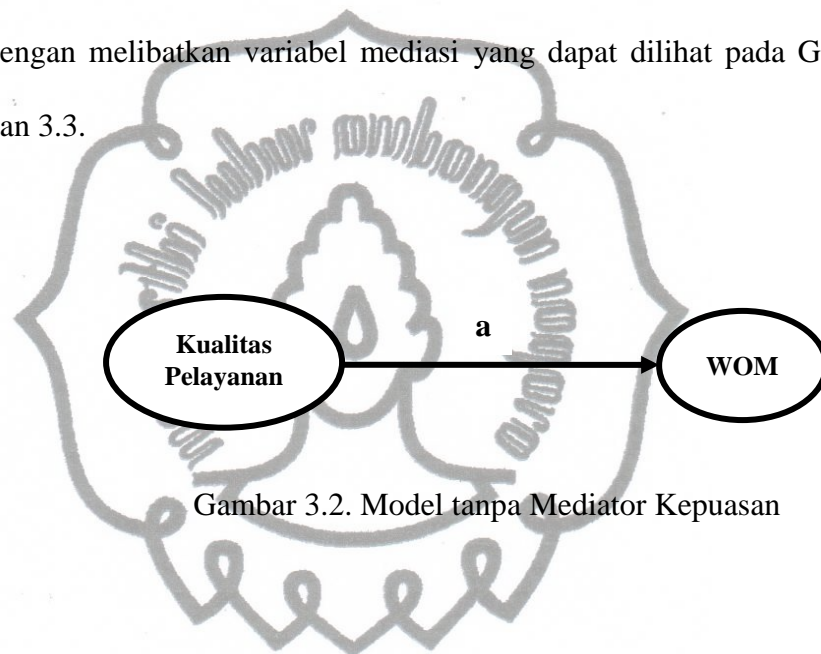 engan melibatkan variabel mediasi yang dapat dilihat pada G
an 3.3.
a
Kualitas
Pelayanan
WOM
Gambar 3.2. Model tanpa Mediator Kepuasan